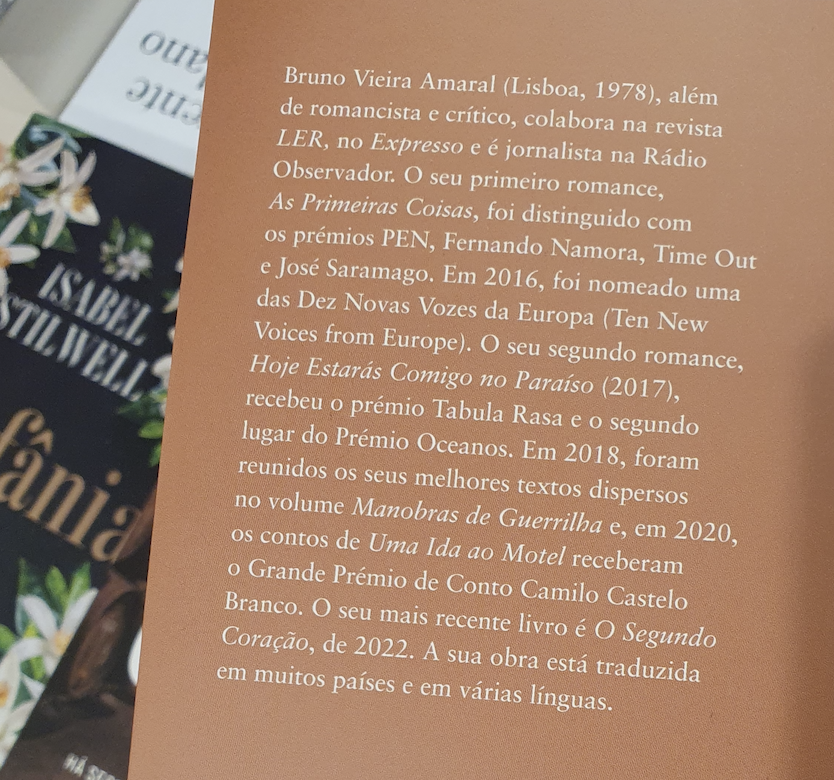 Bruno Vieira Amaral (Lisboa, 1978), além
de romancista e crítico, colabora na revista
LER, no Expresso e é jornalista na Rádio
Observador. O seu primeiro romance,
As Primeiras Coisas, foi distinguido com
os prémios PEN, Fernando Namora, Time Out
e José Saramago. Em 2016, foi nomeado uma
das Dez Novas Vozes da Europa (Ten New
Voices from Europe). O seu segundo romance,
Hoje Estarás Comigo no Paraíso (2017),
recebeu o prémio Tabula Rasa e o segundo
lugar do Prémio Oceanos. Em 2018, foram
reunidos os seus melhores textos dispersos
no volume Manobras de Guerrilha e, em 2020,
os contos de Uma Ida ao Motel receberam
o Grande Prémio de Conto Camilo Castelo
Branco. O seu mais recente livro é O Segundo
Coração, de 2022. A sua obra está traduzida
em muitos países e em várias línguas.
ISABEL
STILWELL
fânia
HÁ